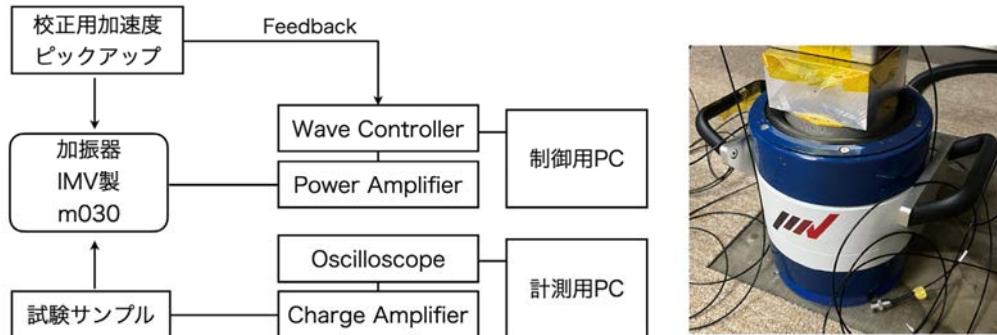 校正用加速度
ピックアップ
Feedback
Wave Controller
Power Amplifier
制御用PC
加振器
IMV製
m030
Oscilloscope
Charge Amplifier
計測用PC
試験サンプル